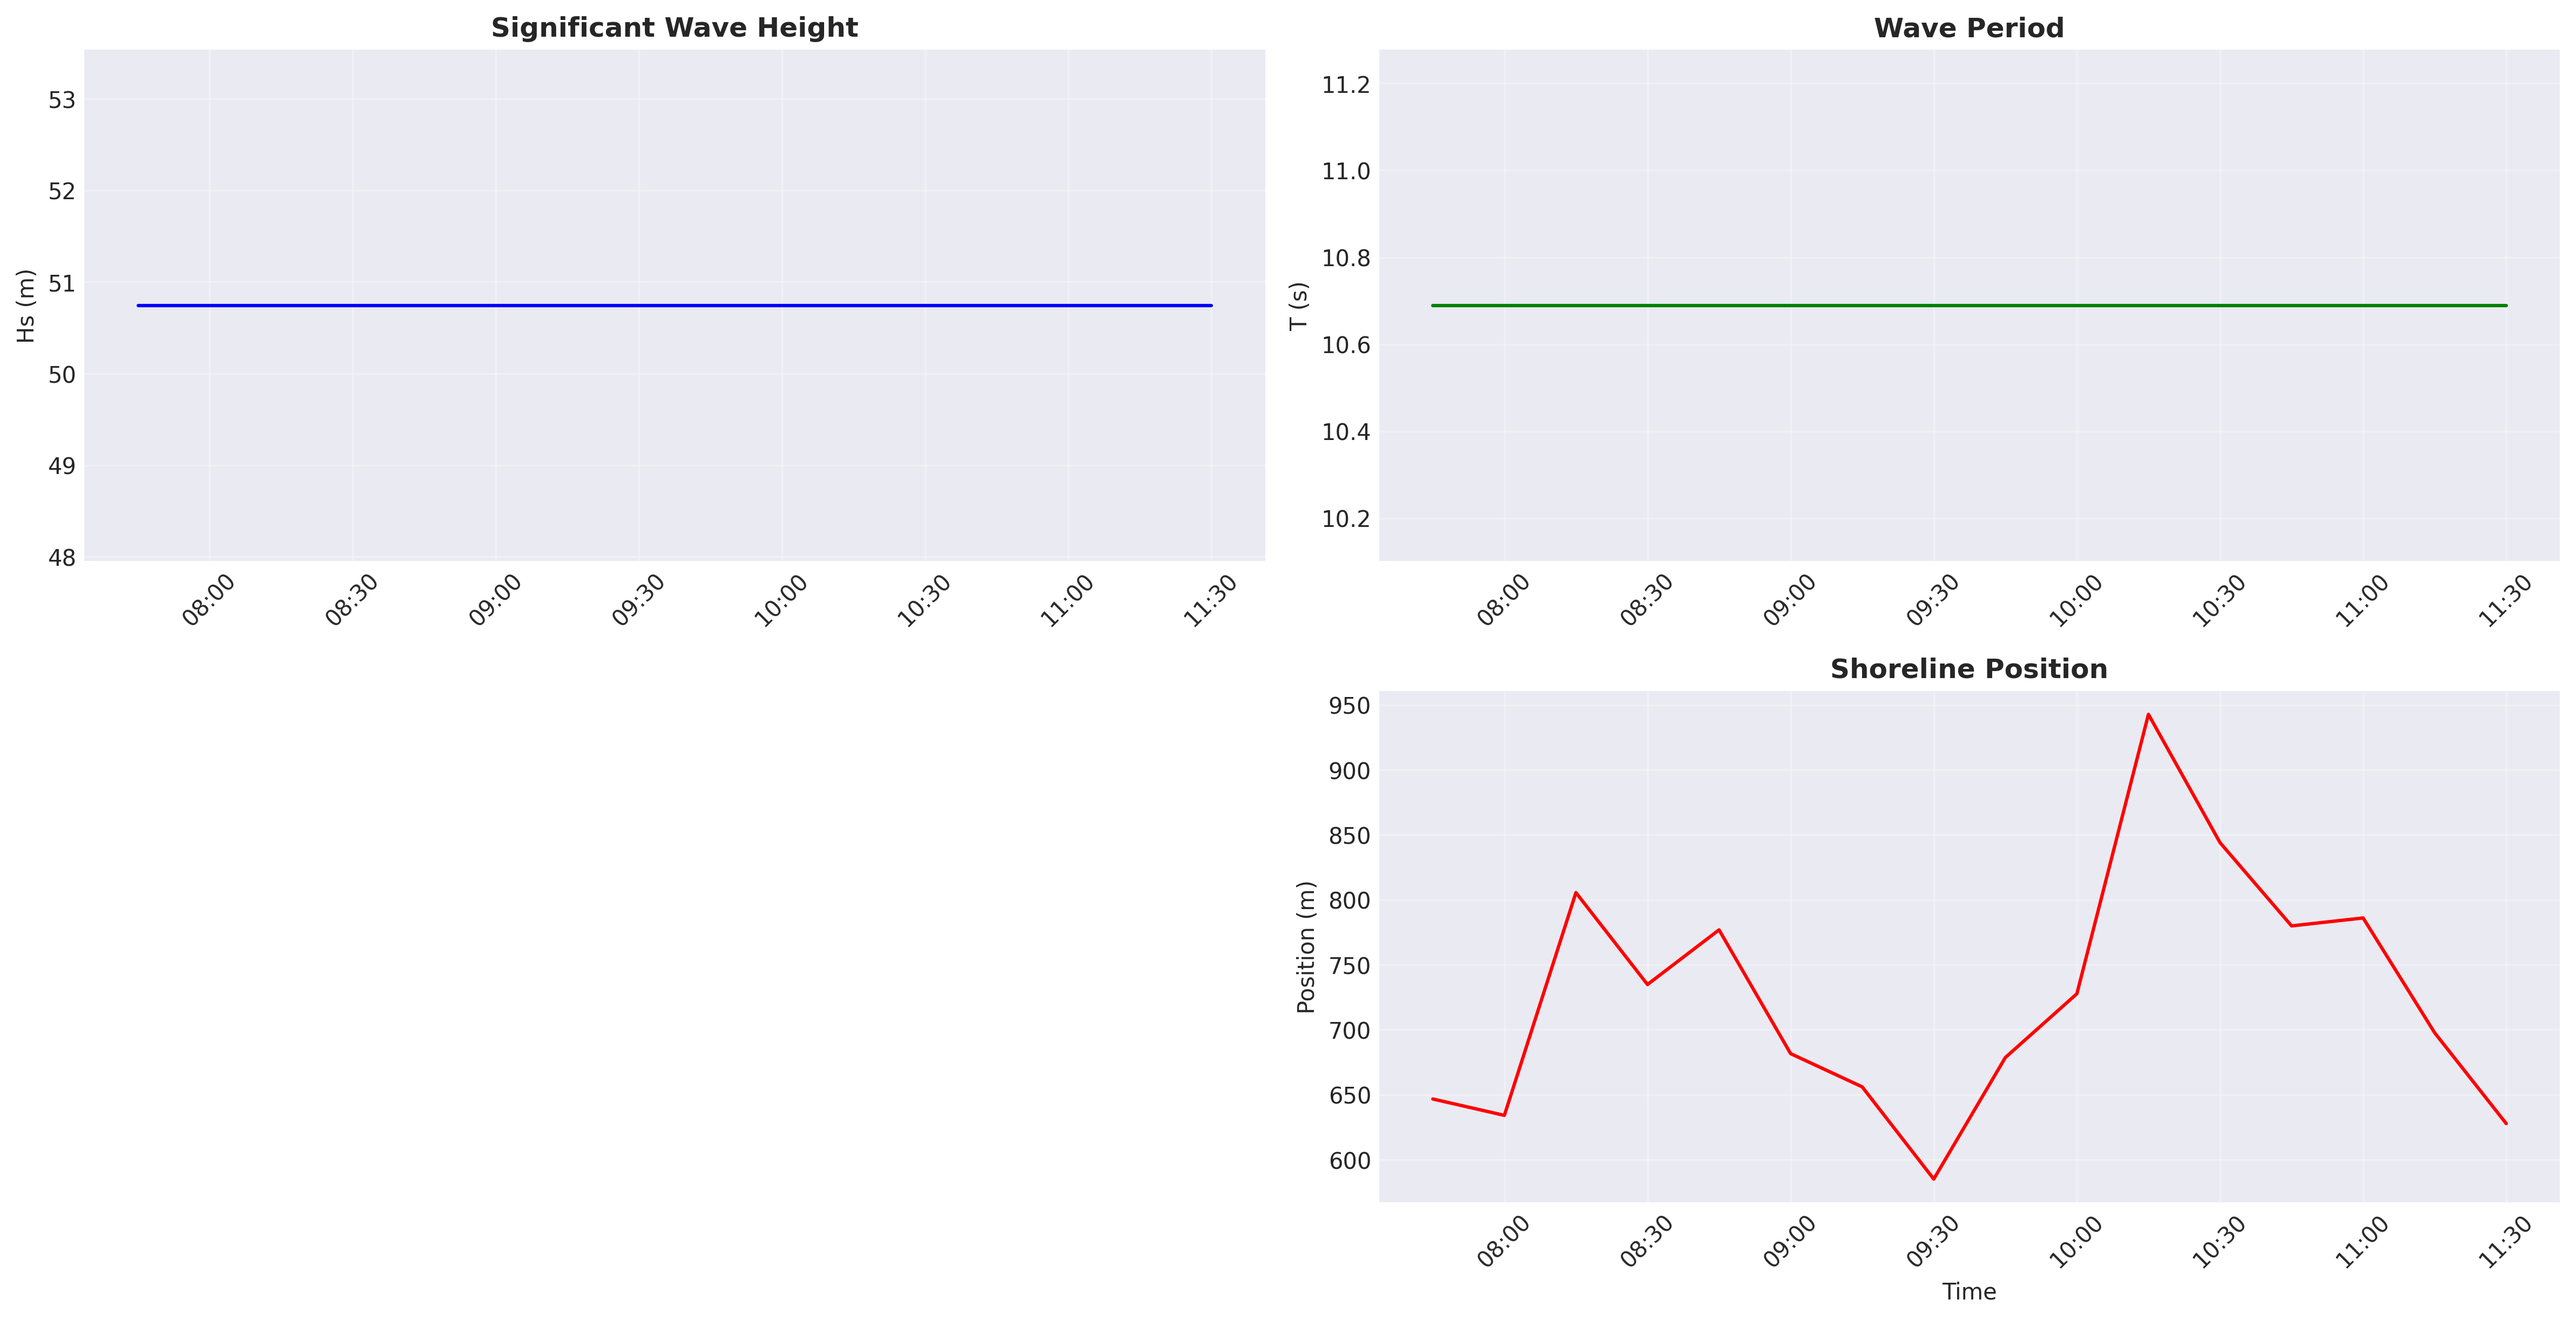 Significant Wave Height
Hs (m)
53
52
51
50
49
48
08:00 08:30 09:00 09:30 10:00 10:30 11:00 11:30
Wave Period
T (s)
11.2
11.0
10.8
10.6
10.4
10.2
08:00 08:30 09:00 09:30 10:00 10:30 11:00 11:30
Shoreline Position
Position (m)
950
900
850
800
750
700
650
600
08:00 08:30 09:00 09:30 10:00 10:30 11:00 11:30
Time